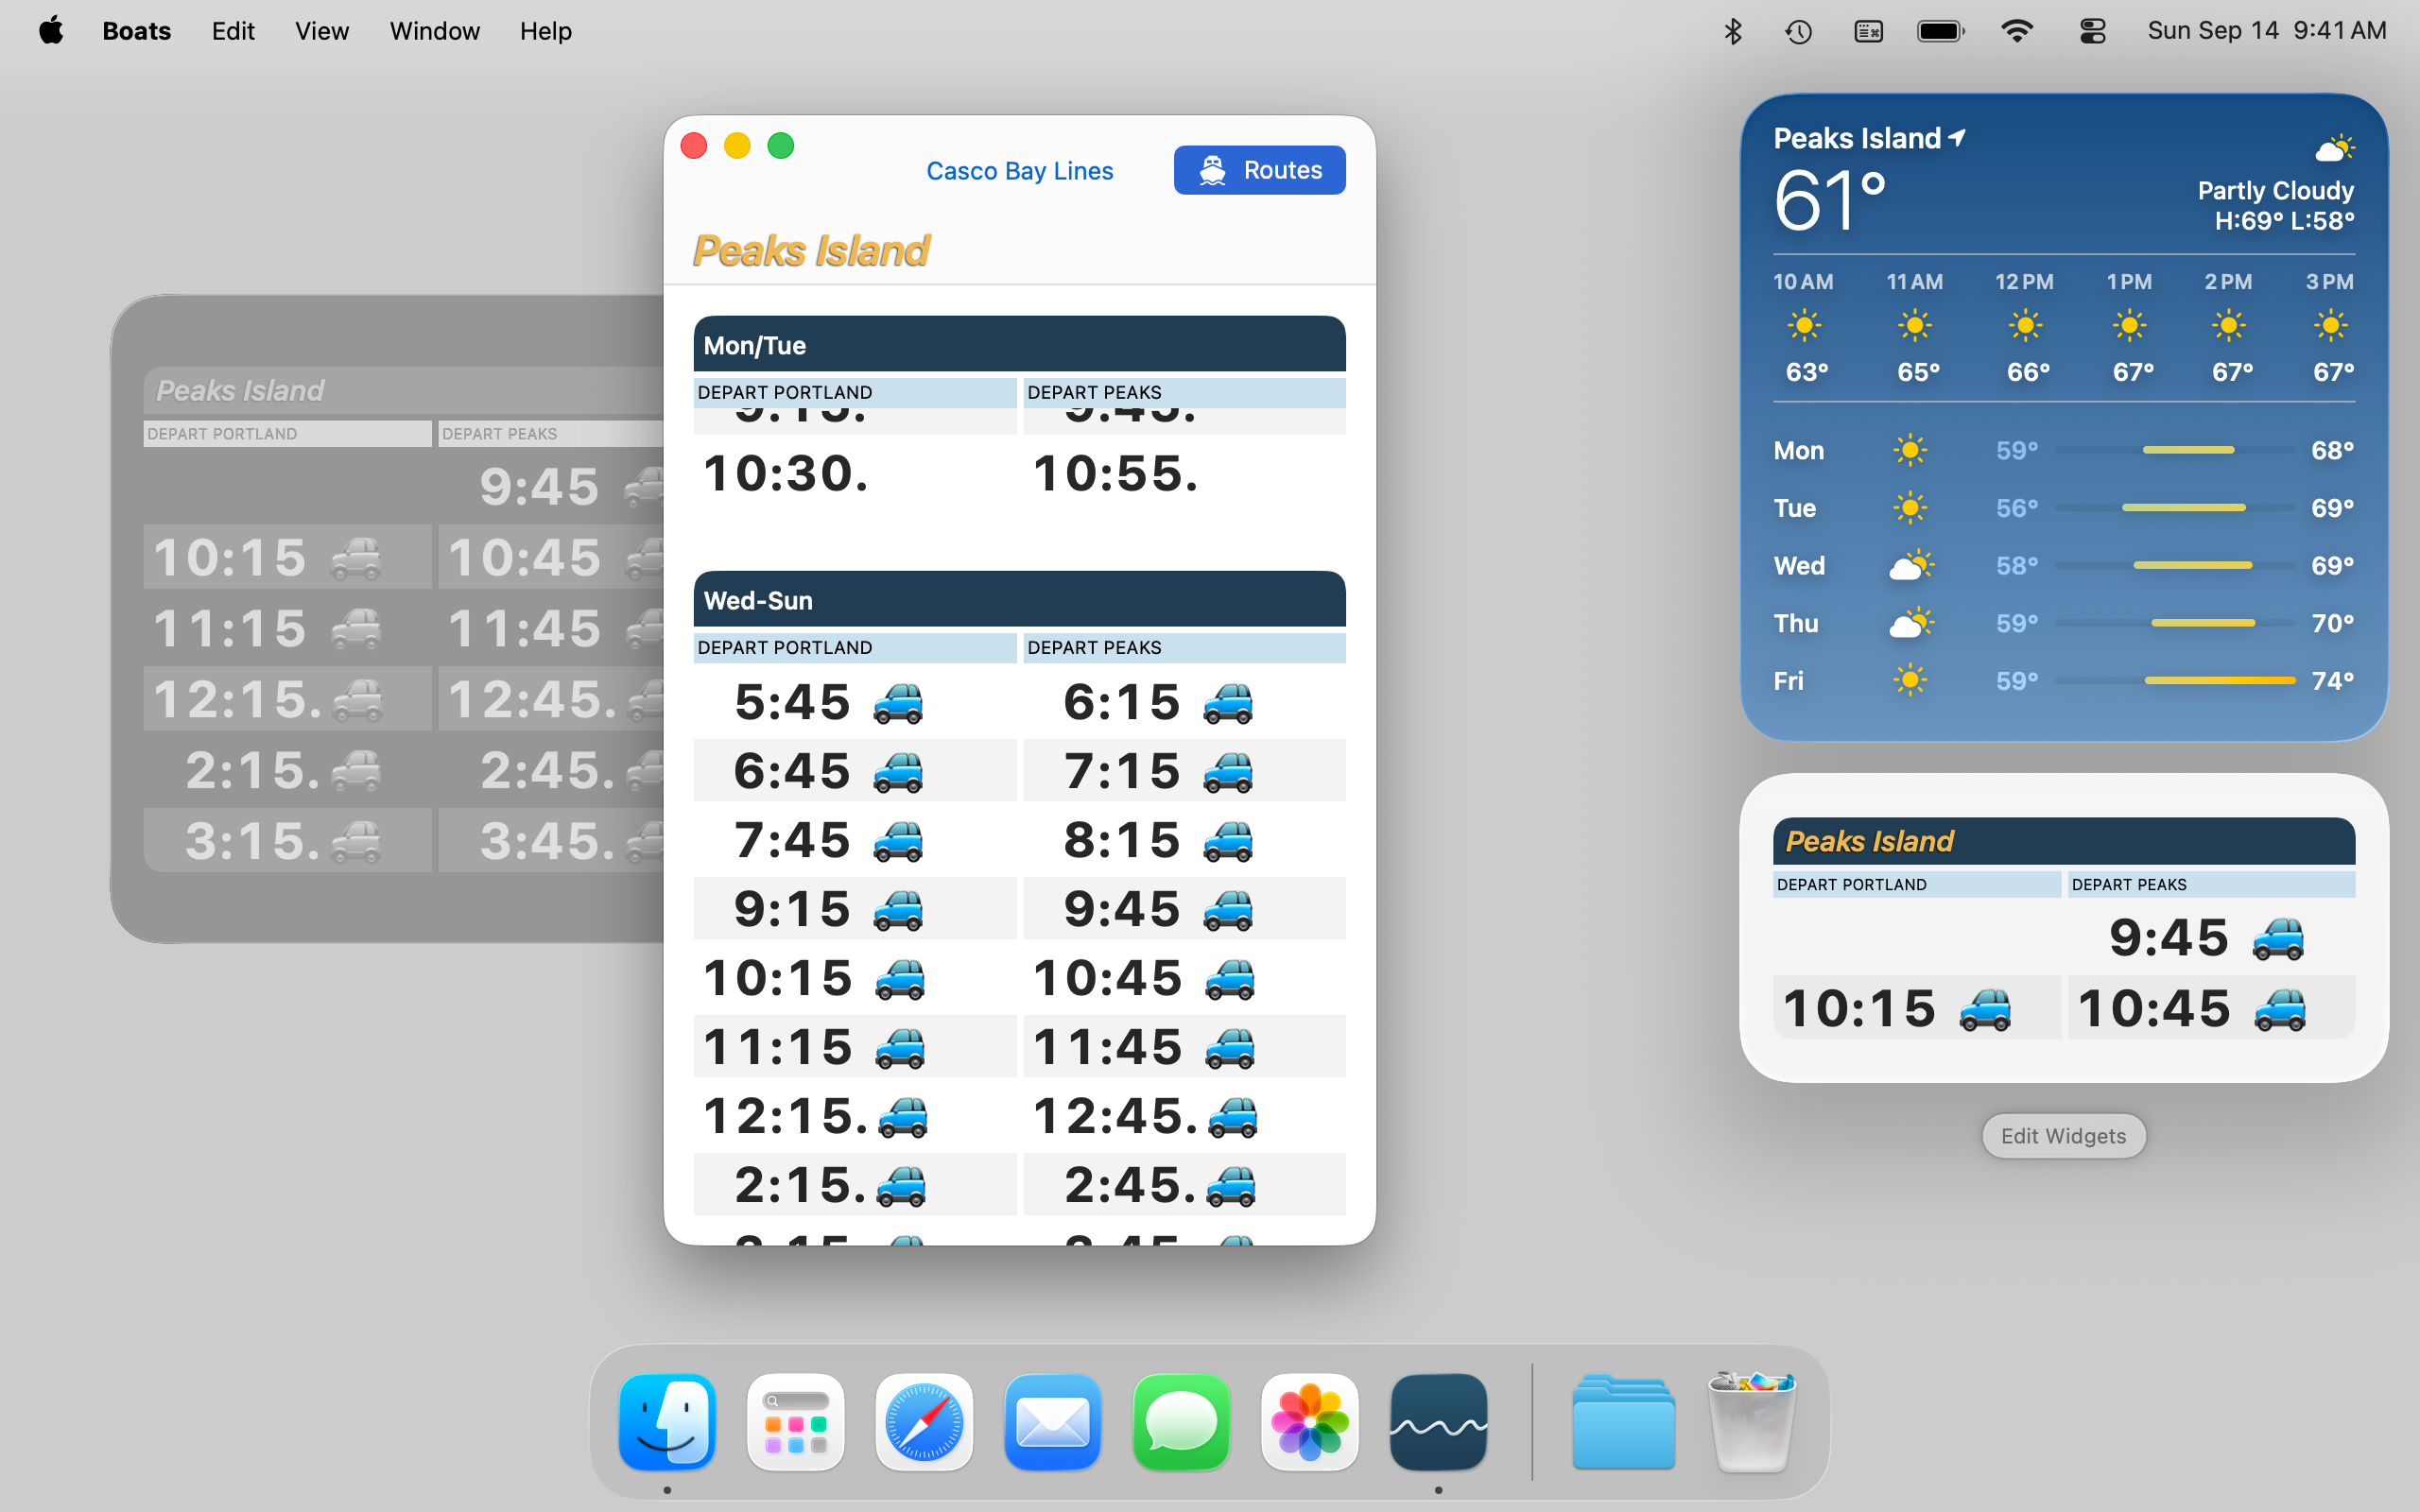 Boats Edit View Window Help Sun Sep 14 9:41 AM
Peaks Island
DEPART PORTLAND DEPART PEAKS
9:45
10:15 10:45
11:15 11:45
12:15. 12:45.
2:15. 2:45.
3:15. 3:45.
Casco Bay Lines Routes
Peaks Island
Mon/Tue
DEPART PORTLAND DEPART PEAKS
9:15. 9:45.
10:30. 10:55.
Wed-Sun
DEPART PORTLAND DEPART PEAKS
5:45 6:15
6:45 7:15
7:45 8:15
9:15 9:45
10:15 10:45
11:15 11:45
12:15. 12:45.
2:15. 2:45.
Peaks Island
61°
Partly Cloudy
H:69° L:58°
10 AM 11 AM 12 PM 1 PM 2 PM 3 PM
63° 65° 66° 67° 67° 67°
Mon 59° 68°
Tue 56° 69°
Wed 58° 69°
Thu 59° 70°
Fri 59° 74°
Peaks Island
DEPART PORTLAND DEPART PEAKS
9:45
10:15 10:45
Edit Widgets